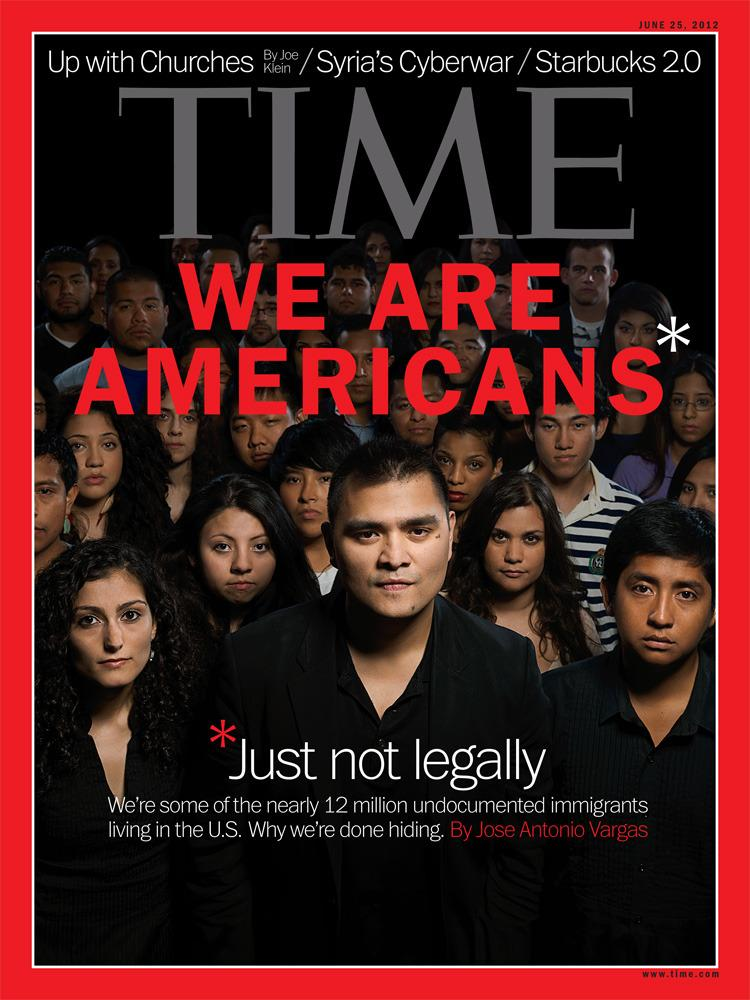 JUNE 25, 2012
Up with Churches By Joe Klein / Syria's Cyberwar / Starbucks 2.0
TIME
WE ARE
AMERICANS*
*Just not legally
We're some of the nearly 12 million undocumented immigrants
living in the U.S. Why we're done hiding. By Jose Antonio Vargas
www.time.com